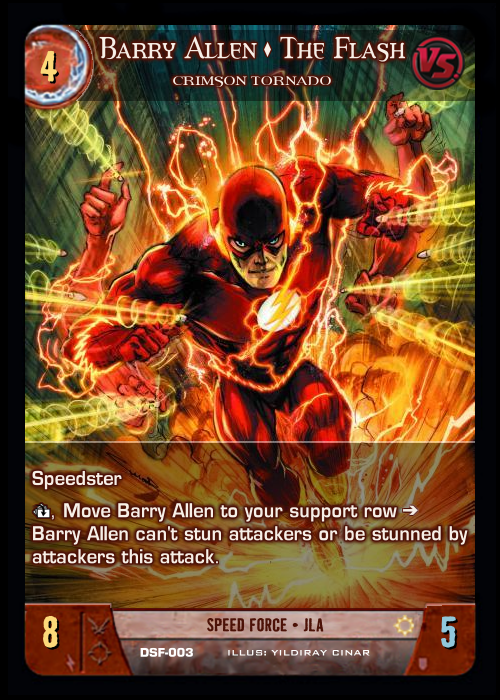 4
BARRY ALLEN ♦ THE FLASH
VS
CRIMSON TORNADO
Speedster
, Move Barry Allen to your support row ➔
Barry Allen can't stun attackers or be stunned by
attackers this attack.
8
SPEED FORCE • JLA
5
DSF-003 ILLUS: YILDIRAY CINAR